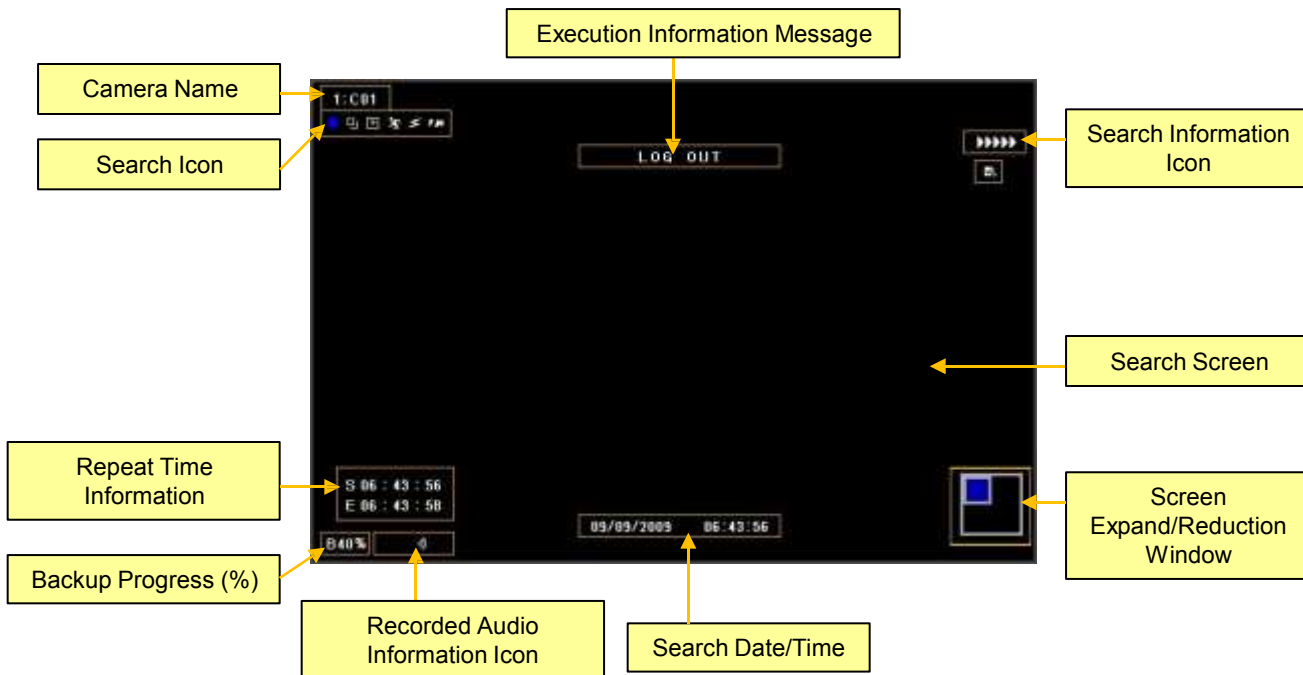 Execution Information Message
Camera Name
1:C01
Search Icon
LOG OUT
Search Information
Icon
Search Screen
Repeat Time
Information
S 06 : 43 : 56
E 06 : 43 : 58
Screen
Expand/Reduction
Window
09/09/2009 06:43:56
B40%
Backup Progress (%)
Recorded Audio
Information Icon
Search Date/Time